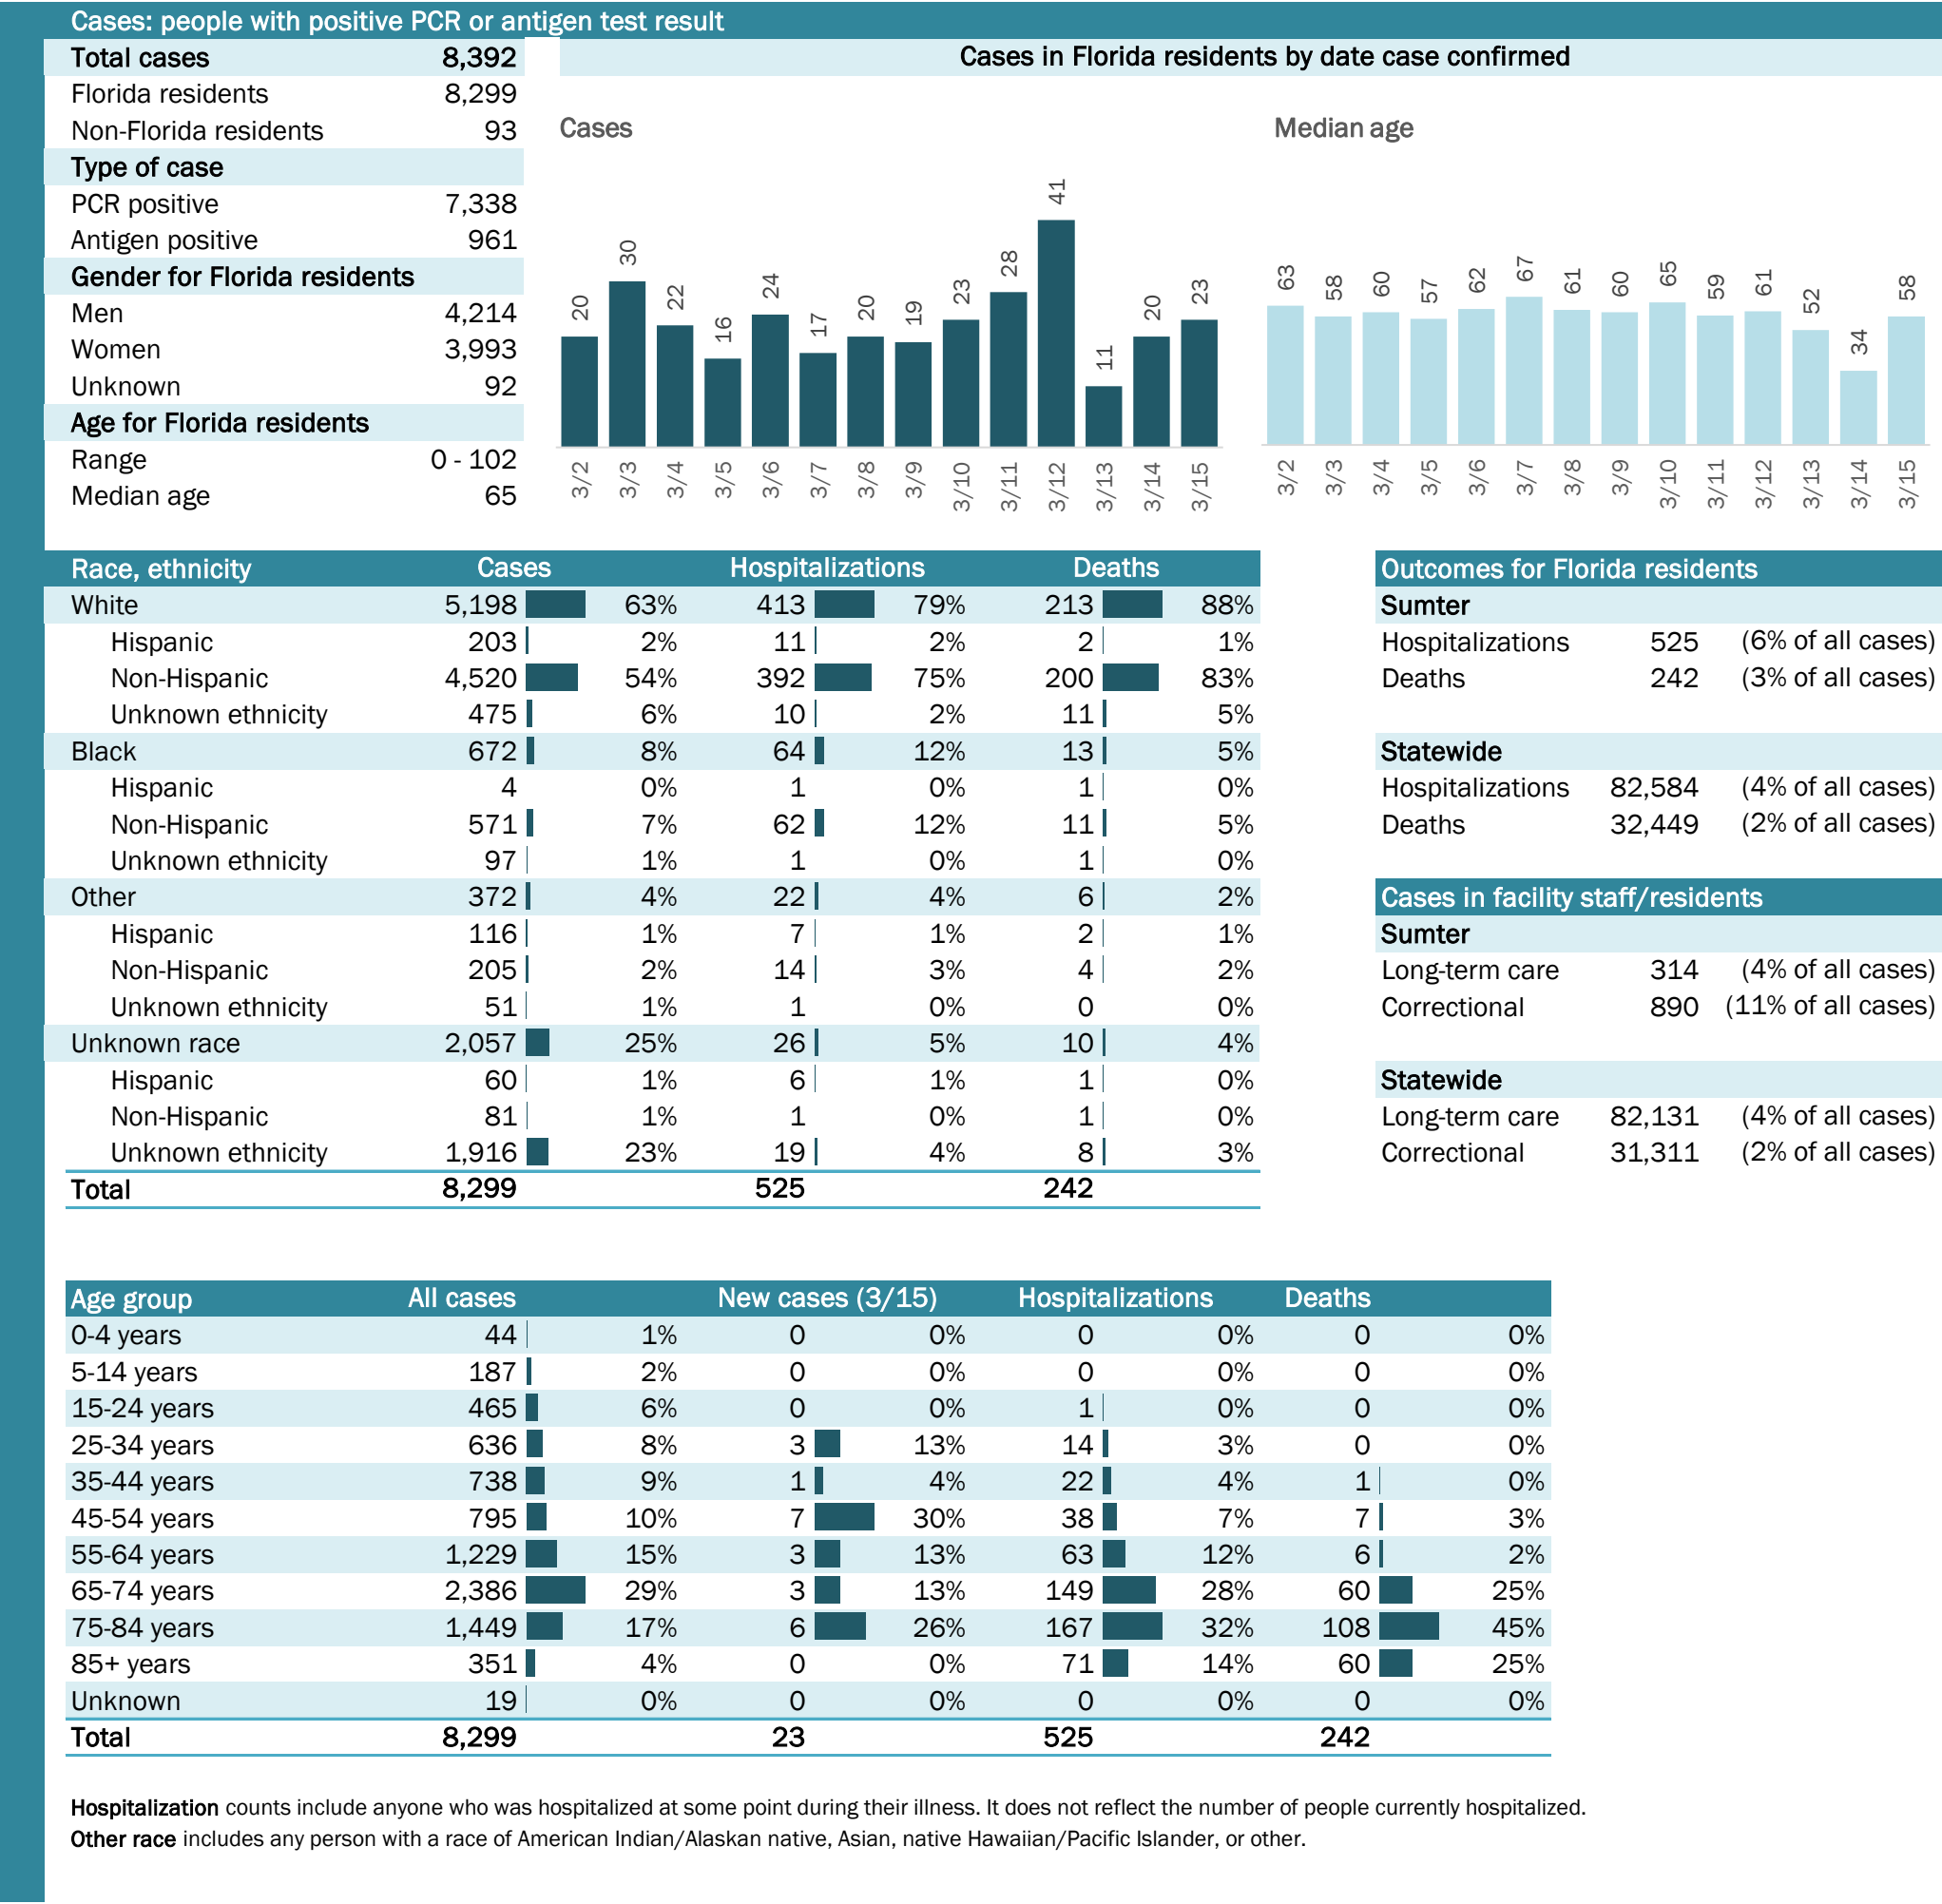 Cases: people with positive PCR or antigen test result
Total cases 8,392
Florida residents 8,299
Non-Florida residents 93
Type of case
PCR positive 7,338
Antigen positive 961
Gender for Florida residents
Men 4,214
Women 3,993
Unknown 92
Age for Florida residents
Range 0 - 102
Median age 65
Cases in Florida residents by date case confirmed
Cases
20 30 22 16 24 17 20 19 23 28 41 11 20 23
3/2 3/3 3/4 3/5 3/6 3/7 3/8 3/9 3/10 3/11 3/12 3/13 3/14 3/15
Median age
63 58 60 57 62 67 61 60 65 59 61 52 34 58
3/2 3/3 3/4 3/5 3/6 3/7 3/8 3/9 3/10 3/11 3/12 3/13 3/14 3/15
Race, ethnicity Cases Hospitalizations Deaths
White 5,198 63% 413 79% 213 88%
Hispanic 203 2% 11 2% 2 1%
Non-Hispanic 4,520 54% 392 75% 200 83%
Unknown ethnicity 475 6% 10 2% 11 5%
Black 672 8% 64 12% 13 5%
Hispanic 4 0% 1 0% 1 0%
Non-Hispanic 571 7% 62 12% 11 5%
Unknown ethnicity 97 1% 1 0% 1 0%
Other 372 4% 22 4% 6 2%
Hispanic 116 1% 7 1% 2 1%
Non-Hispanic 205 2% 14 3% 4 2%
Unknown ethnicity 51 1% 1 0% 0 0%
Unknown race 2,057 25% 26 5% 10 4%
Hispanic 60 1% 6 1% 1 0%
Non-Hispanic 81 1% 1 0% 1 0%
Unknown ethnicity 1,916 23% 19 4% 8 3%
Total 8,299 525 242
Outcomes for Florida residents
Sumter
Hospitalizations 525 (6% of all cases)
Deaths 242 (3% of all cases)
Statewide
Hospitalizations 82,584 (4% of all cases)
Deaths 32,449 (2% of all cases)
Cases in facility staff/residents
Sumter
Long-term care 314 (4% of all cases)
Correctional 890 (11% of all cases)
Statewide
Long-term care 82,131 (4% of all cases)
Correctional 31,311 (2% of all cases)
Age group All cases New cases (3/15) Hospitalizations Deaths
0-4 years 44 1% 0 0% 0 0% 0 0%
5-14 years 187 2% 0 0% 0 0% 0 0%
15-24 years 465 6% 0 0% 1 0% 0 0%
25-34 years 636 8% 3 13% 14 3% 0 0%
35-44 years 738 9% 1 4% 22 4% 1 0%
45-54 years 795 10% 7 30% 38 7% 7 3%
55-64 years 1,229 15% 3 13% 63 12% 6 2%
65-74 years 2,386 29% 3 13% 149 28% 60 25%
75-84 years 1,449 17% 6 26% 167 32% 108 45%
85+ years 351 4% 0 0% 71 14% 60 25%
Unknown 19 0% 0 0% 0 0% 0 0%
Total 8,299 23 525 242
Hospitalization counts include anyone who was hospitalized at some point during their illness. It does not reflect the number of people currently hospitalized.
Other race includes any person with a race of American Indian/Alaskan native, Asian, native Hawaiian/Pacific Islander, or other.